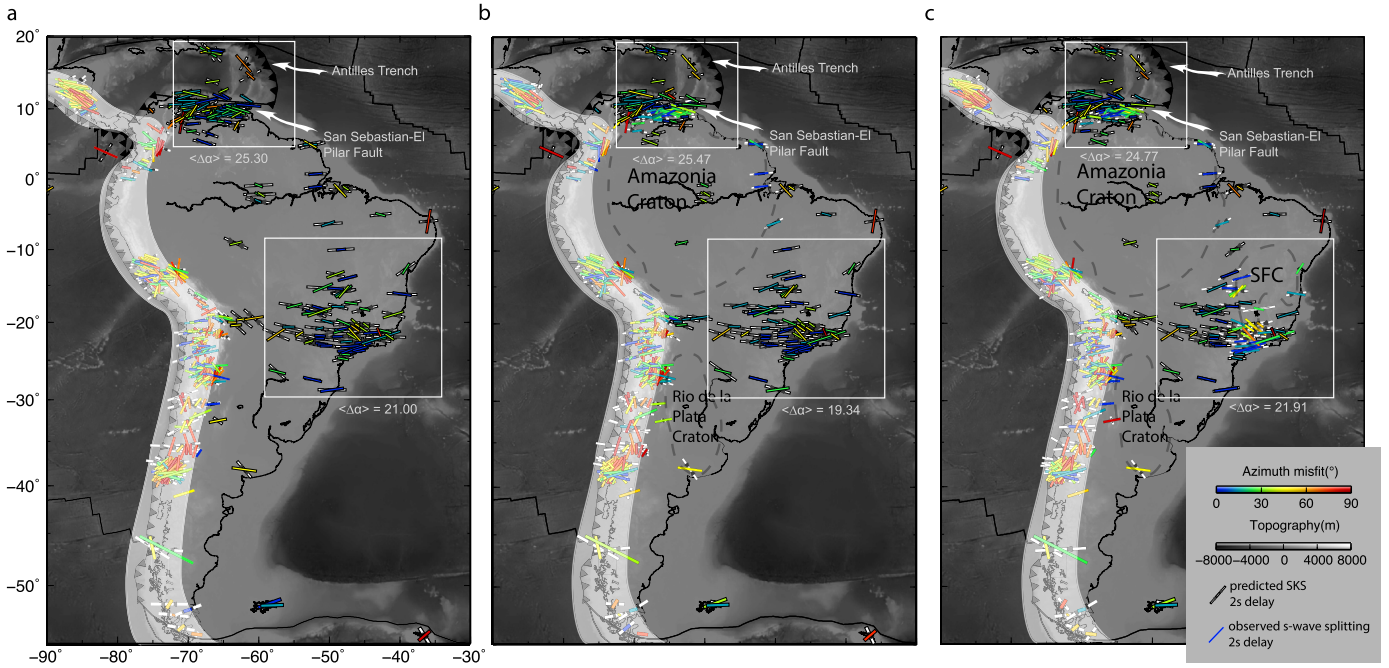 a
b
c
20˚
10˚
0˚
−10˚
−20˚
−30˚
−40˚
−50˚
−90˚
−80˚
−70˚
−60˚
−50˚
−40˚
−30˚
Antilles Trench
San Sebastian-El
Pilar Fault
<Δα> = 25.30
<Δα> = 21.00
Antilles Trench
San Sebastian-El
Pilar Fault
<Δα> = 25.47
Amazonia
Craton
Rio de la
Plata
Craton
<Δα> = 19.34
Antilles Trench
San Sebastian-El
Pilar Fault
<Δα> = 24.77
Amazonia
Craton
SFC
Rio de la
Plata
Craton
<Δα> = 21.91
Azimuth misfit(°)
0 30 60 90
Topography(m)
−8000 −4000 0 4000 8000
predicted SKS
2s delay
observed s-wave splitting
2s delay